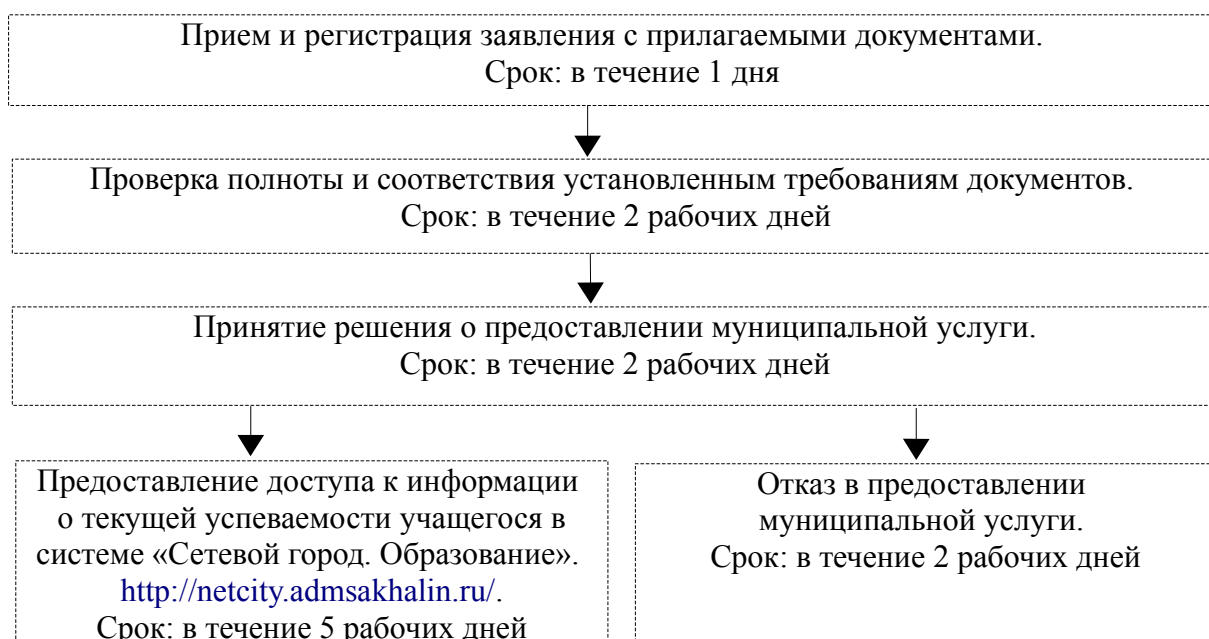 Прием и регистрация заявления с прилагаемыми документами.
Срок: в течение 1 дня
Проверка полноты и соответствия установленным требованиям документов.
Срок: в течение 2 рабочих дней
Принятие решения о предоставлении муниципальной услуги.
Срок: в течение 2 рабочих дней
Предоставление доступа к информации
о текущей успеваемости учащегося в
системе «Сетевой город. Образование».
http://netcity.admsakhalin.ru/.
Срок: в течение 5 рабочих дней
Отказ в предоставлении
муниципальной услуги.
Срок: в течение 2 рабочих дней